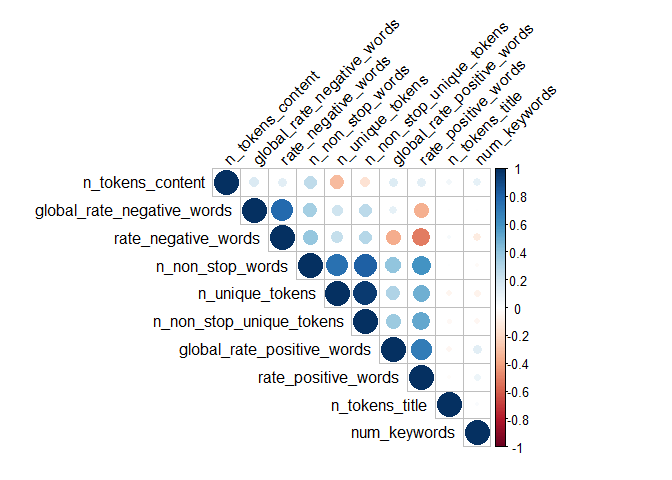 n_tokens_content
global_rate_negative_words
rate_negative_words
n_non_stop_words
n_unique_tokens
n_non_stop_unique_tokens
global_rate_positive_words
rate_positive_words
n_tokens_title
num_keywords
n_tokens_content
global_rate_negative_words
rate_negative_words
n_non_stop_words
n_unique_tokens
n_non_stop_unique_tokens
global_rate_positive_words
rate_positive_words
n_tokens_title
num_keywords
1
0.8
0.6
0.4
0.2
0
-0.2
-0.4
-0.6
-0.8
-1